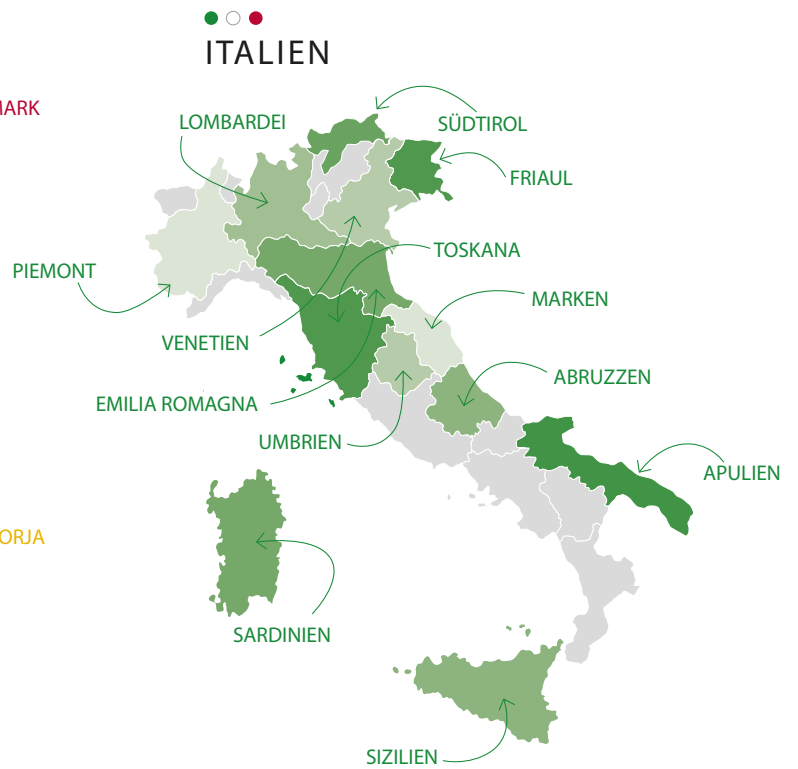 ITALIEN
MARK
LOMBARDEI
SÜDTIROL
FRIAUL
TOSKANA
PIEMONT
MARKEN
VENETIEN
ABRUZZEN
EMILIA ROMAGNA
UMBRIEN
APULIEN
ORJA
SARDINIEN
SIZILIEN